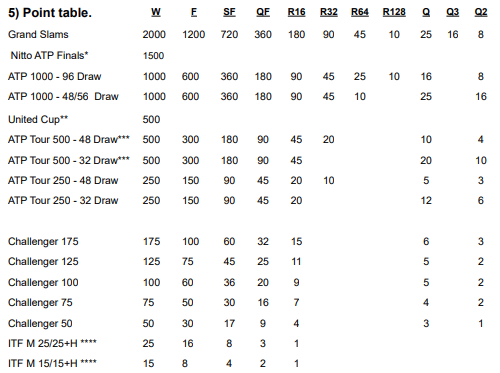 5) Point table. W F SF QF R16 R32 R64 R128 Q Q3 Q2
Grand Slams 2000 1200 720 360 180 90 45 10 25 16 8
Nitto ATP Finals* 1500
ATP 1000 - 96 Draw 1000 600 360 180 90 45 25 10 16 8
ATP 1000 - 48/56 Draw 1000 600 360 180 90 45 10 25 16
United Cup** 500
ATP Tour 500 - 48 Draw*** 500 300 180 90 45 20 10 4
ATP Tour 500 - 32 Draw*** 500 300 180 90 45 20 10
ATP Tour 250 - 48 Draw 250 150 90 45 20 10 5 3
ATP Tour 250 - 32 Draw 250 150 90 45 20 12 6
Challenger 175 175 100 60 32 15 6 3
Challenger 125 125 75 45 25 11 5 2
Challenger 100 100 60 36 20 9 5 2
Challenger 75 75 50 30 16 7 4 2
Challenger 50 50 30 17 9 4 3 1
ITF M 25/25+H **** 25 16 8 3 1
ITF M 15/15+H **** 15 8 4 2 1